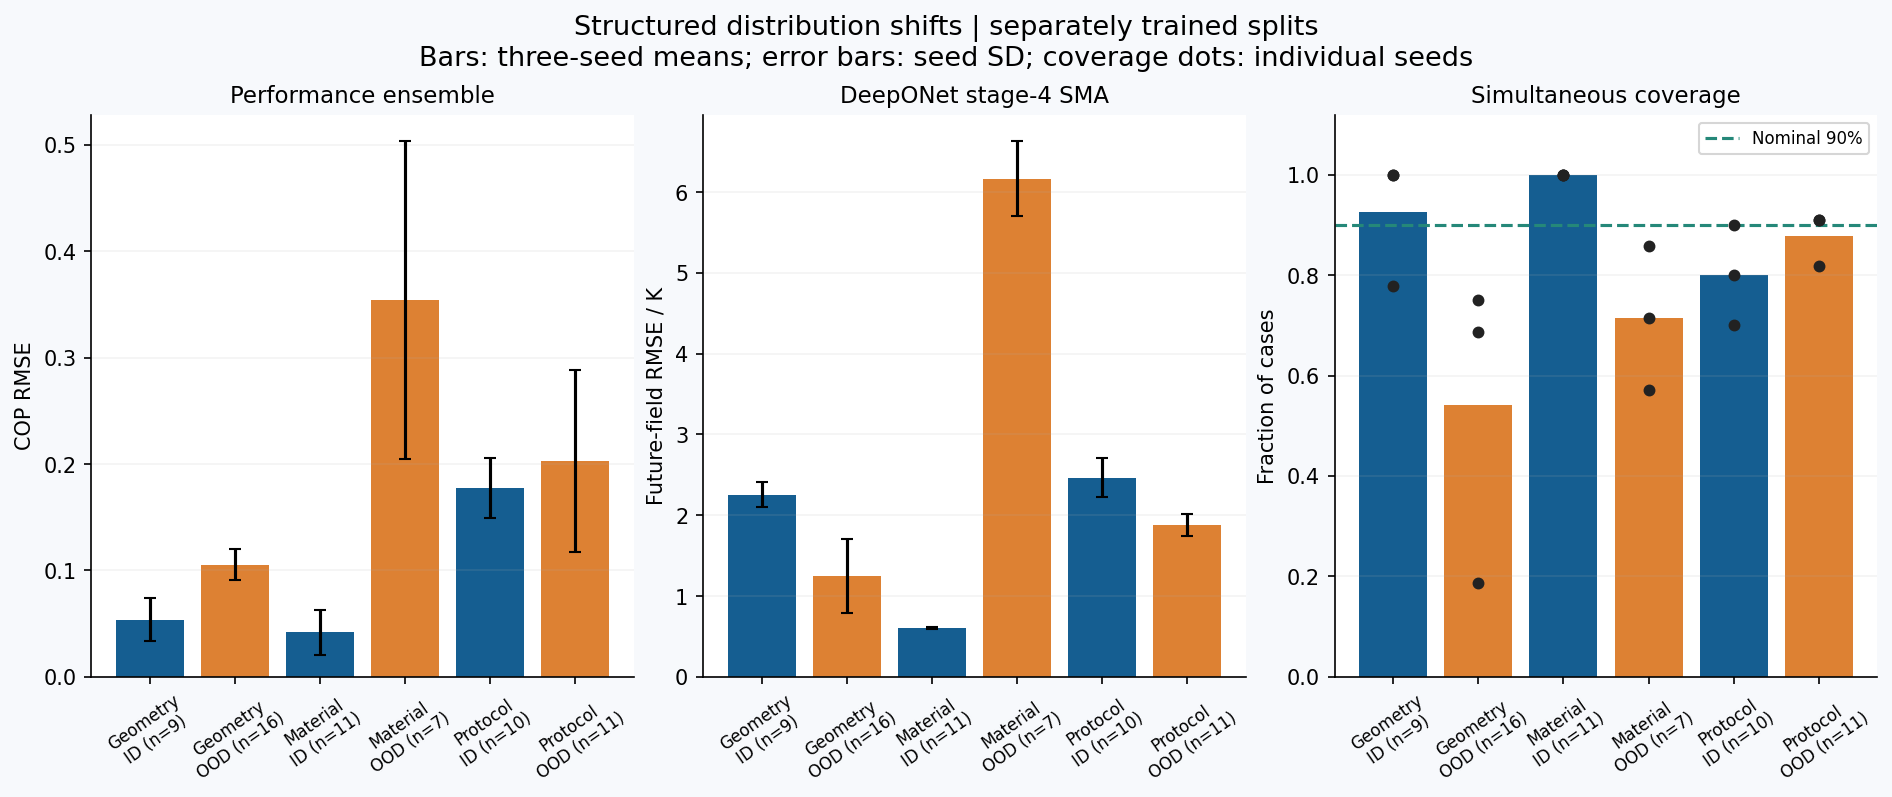 Structured distribution shifts | separately trained splits
Bars: three-seed means; error bars: seed SD; coverage dots: individual seeds
Performance ensemble
COP RMSE
0.5
0.4
0.3
0.2
0.1
0.0
Geometry
ID (n=9)
Geometry
OOD (n=16)
Material
ID (n=11)
Material
OOD (n=7)
Protocol
ID (n=10)
Protocol
OOD (n=11)
DeepONet stage-4 SMA
Future-field RMSE / K
6
5
4
3
2
1
0
Geometry
ID (n=9)
Geometry
OOD (n=16)
Material
ID (n=11)
Material
OOD (n=7)
Protocol
ID (n=10)
Protocol
OOD (n=11)
Simultaneous coverage
Nominal 90%
Fraction of cases
1.0
0.8
0.6
0.4
0.2
0.0
Geometry
ID (n=9)
Geometry
OOD (n=16)
Material
ID (n=11)
Material
OOD (n=7)
Protocol
ID (n=10)
Protocol
OOD (n=11)